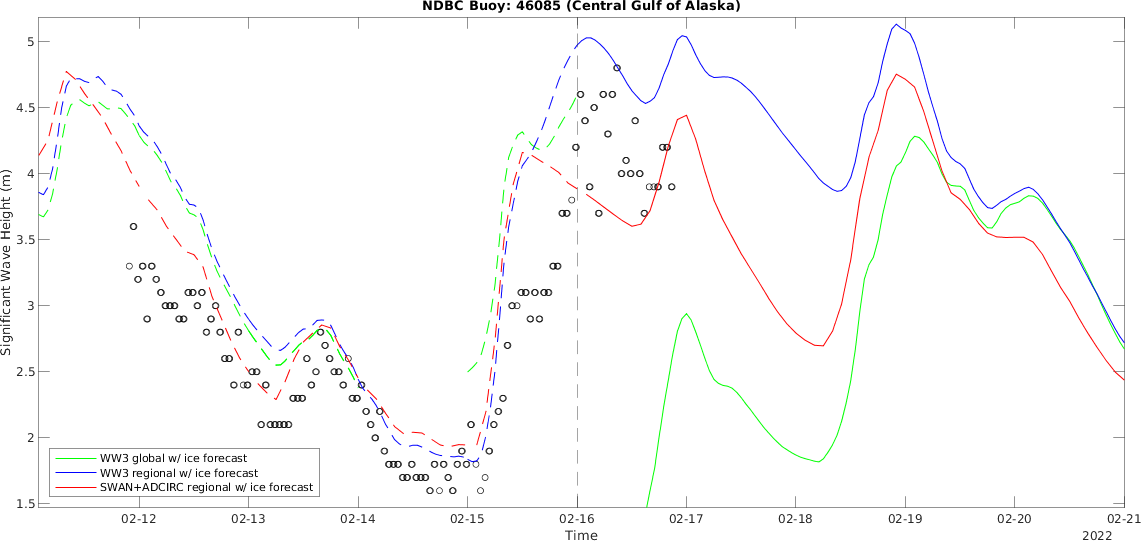 NDBC Buoy: 46085 (Central Gulf of Alaska)
Significant Wave Height (m)
5
4.5
4
3.5
3
2.5
2
1.5
WW3 global w/ ice forecast
WW3 regional w/ ice forecast
SWAN+ADCIRC regional w/ ice forecast
02-12 02-13 02-14 02-15 02-16 02-17 02-18 02-19 02-20 02-21
Time
2022